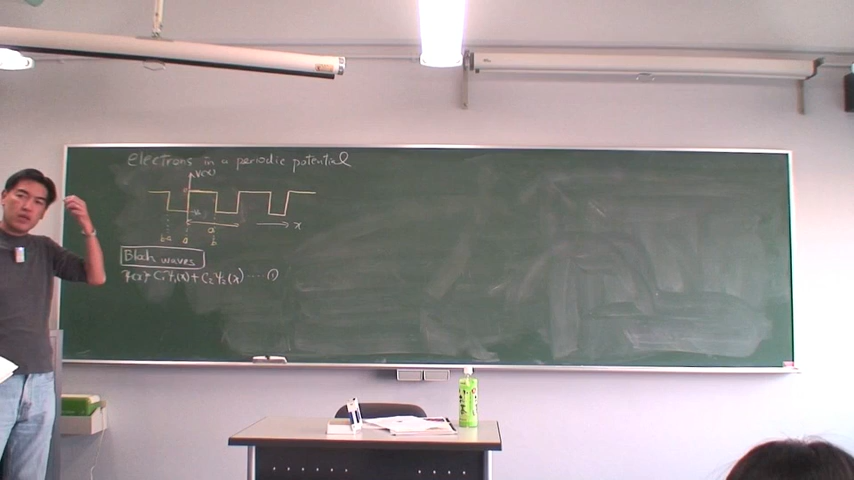 electrons in a periodic potential
V(x)
x
Bloch waves
Ψ(x) = C₁Ψ₁(x) + C₂Ψ₂(x) ····· ①